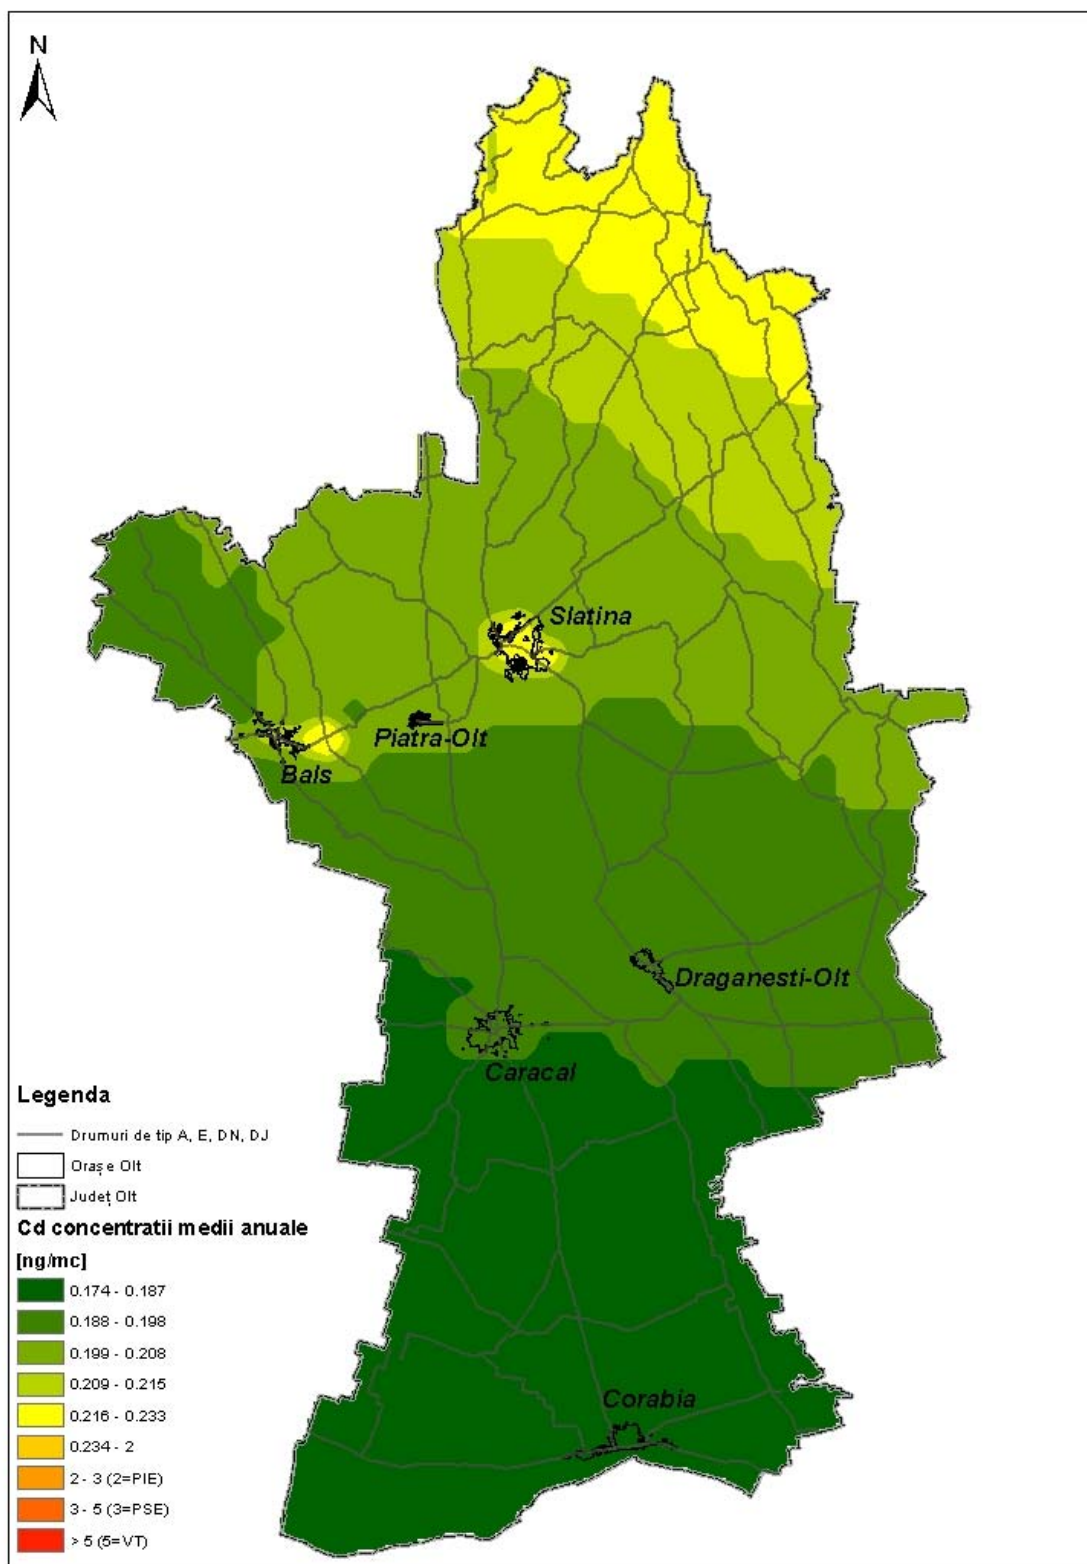 N
Slatina
Piatra-Olt
Bals
Draganesti-Olt
Caracal
Corabia
Legenda
Drumuri de tip A, E, DN, DJ
Orașe Olt
Județ Olt
Cd concentratii medii anuale
[ng/mc]
0.174 - 0.187
0.188 - 0.198
0.199 - 0.208
0.209 - 0.215
0.216 - 0.233
0.234 - 2
2 - 3 (2=PIE)
3 - 5 (3=PSE)
> 5 (5=VT)